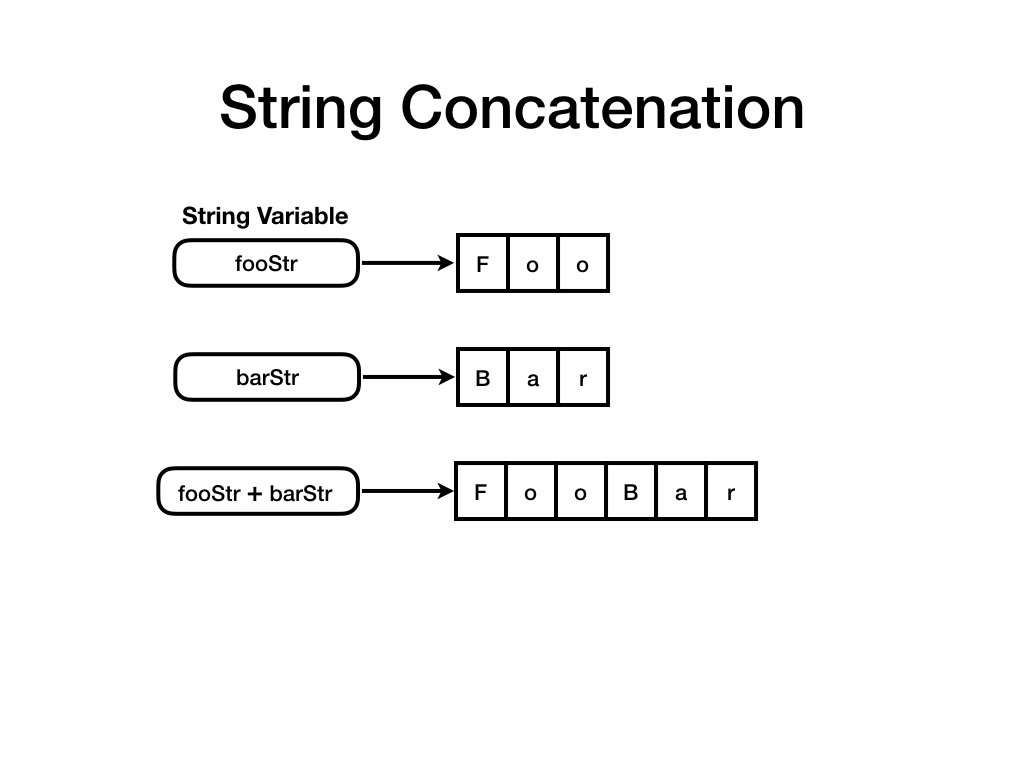 String Concatenation
String Variable
fooStr F o o
barStr B a r
fooStr + barStr F o o B a r